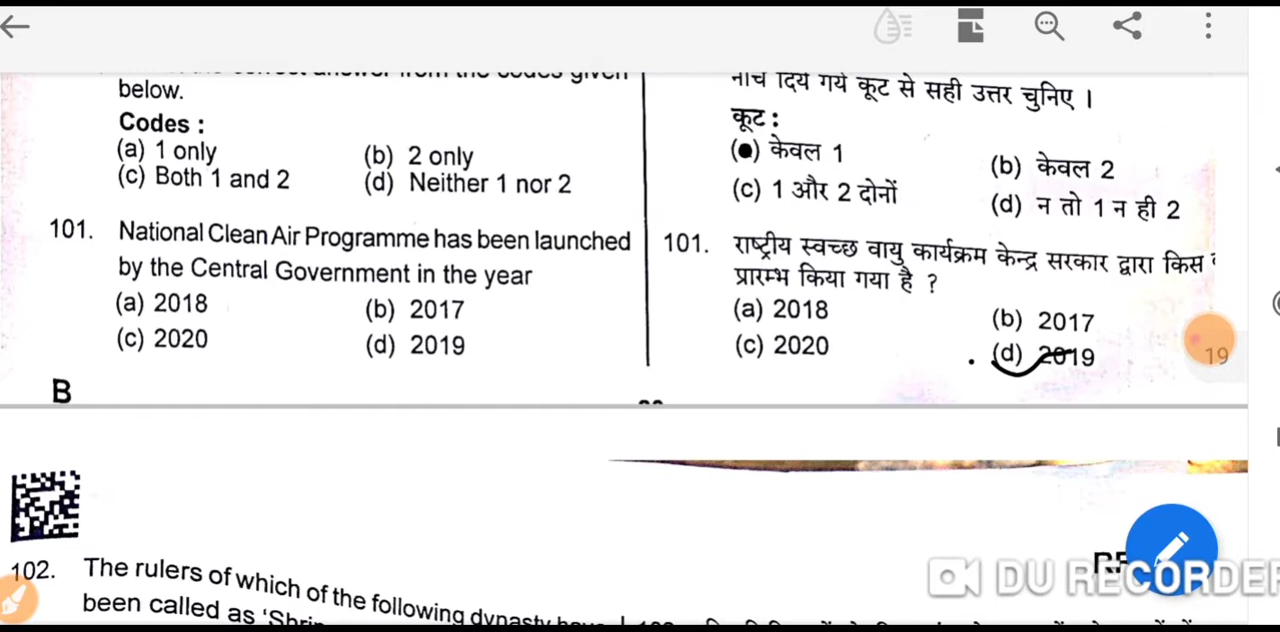 below.
Codes :
(a) 1 only (b) 2 only
(c) Both 1 and 2 (d) Neither 1 nor 2
101. National Clean Air Programme has been launched
by the Central Government in the year
(a) 2018 (b) 2017
(c) 2020 (d) 2019
B
नीचे दिये गये कूट से सही उत्तर चुनिए ।
कूट :
केवल 1 (b) केवल 2
(c) 1 और 2 दोनों (d) न तो 1 न ही 2
101. राष्ट्रीय स्वच्छ वायु कार्यक्रम केन्द्र सरकार द्वारा किस
प्रारम्भ किया गया है ?
(a) 2018 (b) 2017
(c) 2020 (d) 2019
19
102. The rulers of which of the following dynasty have
been called as
DU RECORDER